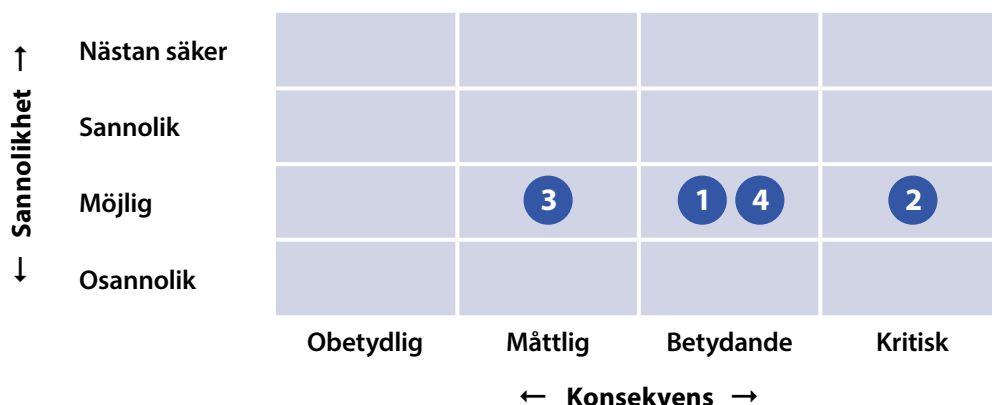 ↑ Sannolikhet ↓
Nästan säker
Sannolik
Möjlig 3 1 4 2
Osannolik
Obetydlig Måttlig Betydande Kritisk
← Konsekvens →